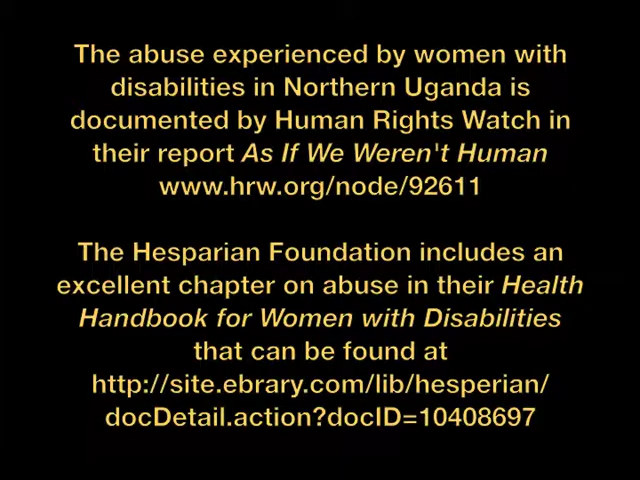 The abuse experienced by women with
disabilities in Northern Uganda is
documented by Human Rights Watch in
their report As If We Weren't Human
www.hrw.org/node/92611
The Hesparian Foundation includes an
excellent chapter on abuse in their Health
Handbook for Women with Disabilities
that can be found at
http://site.ebrary.com/lib/hesperian/
docDetail.action?docID=10408697